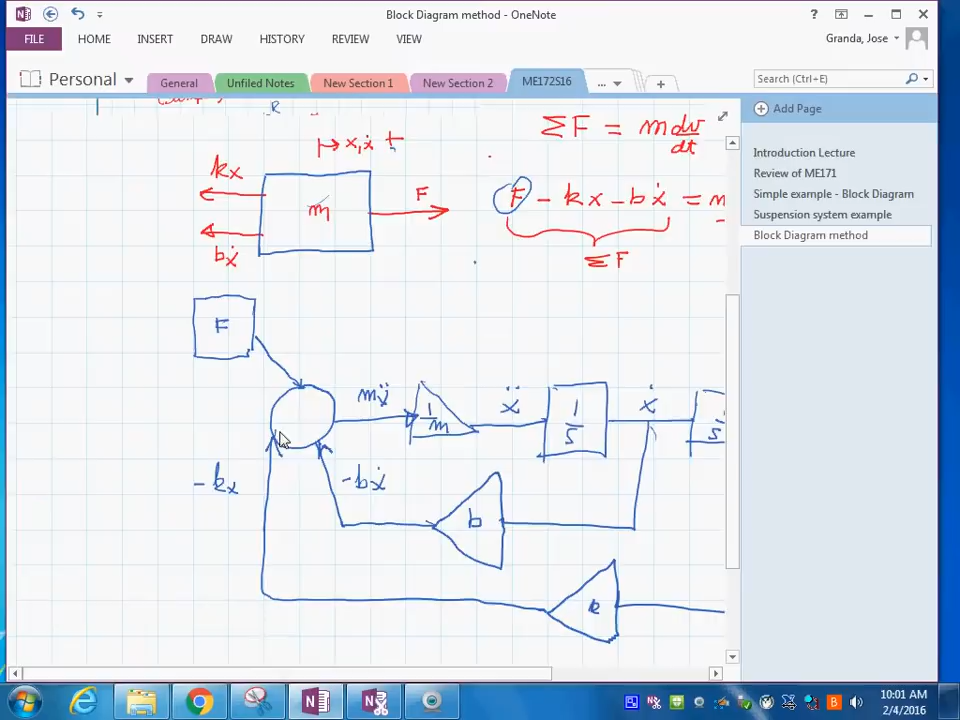 Block Diagram method - OneNote
FILE HOME INSERT DRAW HISTORY REVIEW VIEW
Granda, Jose
Personal General Unfiled Notes New Section 1 New Section 2 ME172S16 ...
Search (Ctrl+E)
Add Page
Introduction Lecture
Review of ME171
Simple example - Block Diagram
Suspension system example
Block Diagram method
R
x, ẋ +
ΣF = m dv/dt
kx
m
F
bẋ
F - kx - bẋ = m
ΣF
F
mẍ
1/m
ẍ
1/s
ẋ
- kx
- bẋ
b
k
10:01 AM
2/4/2016